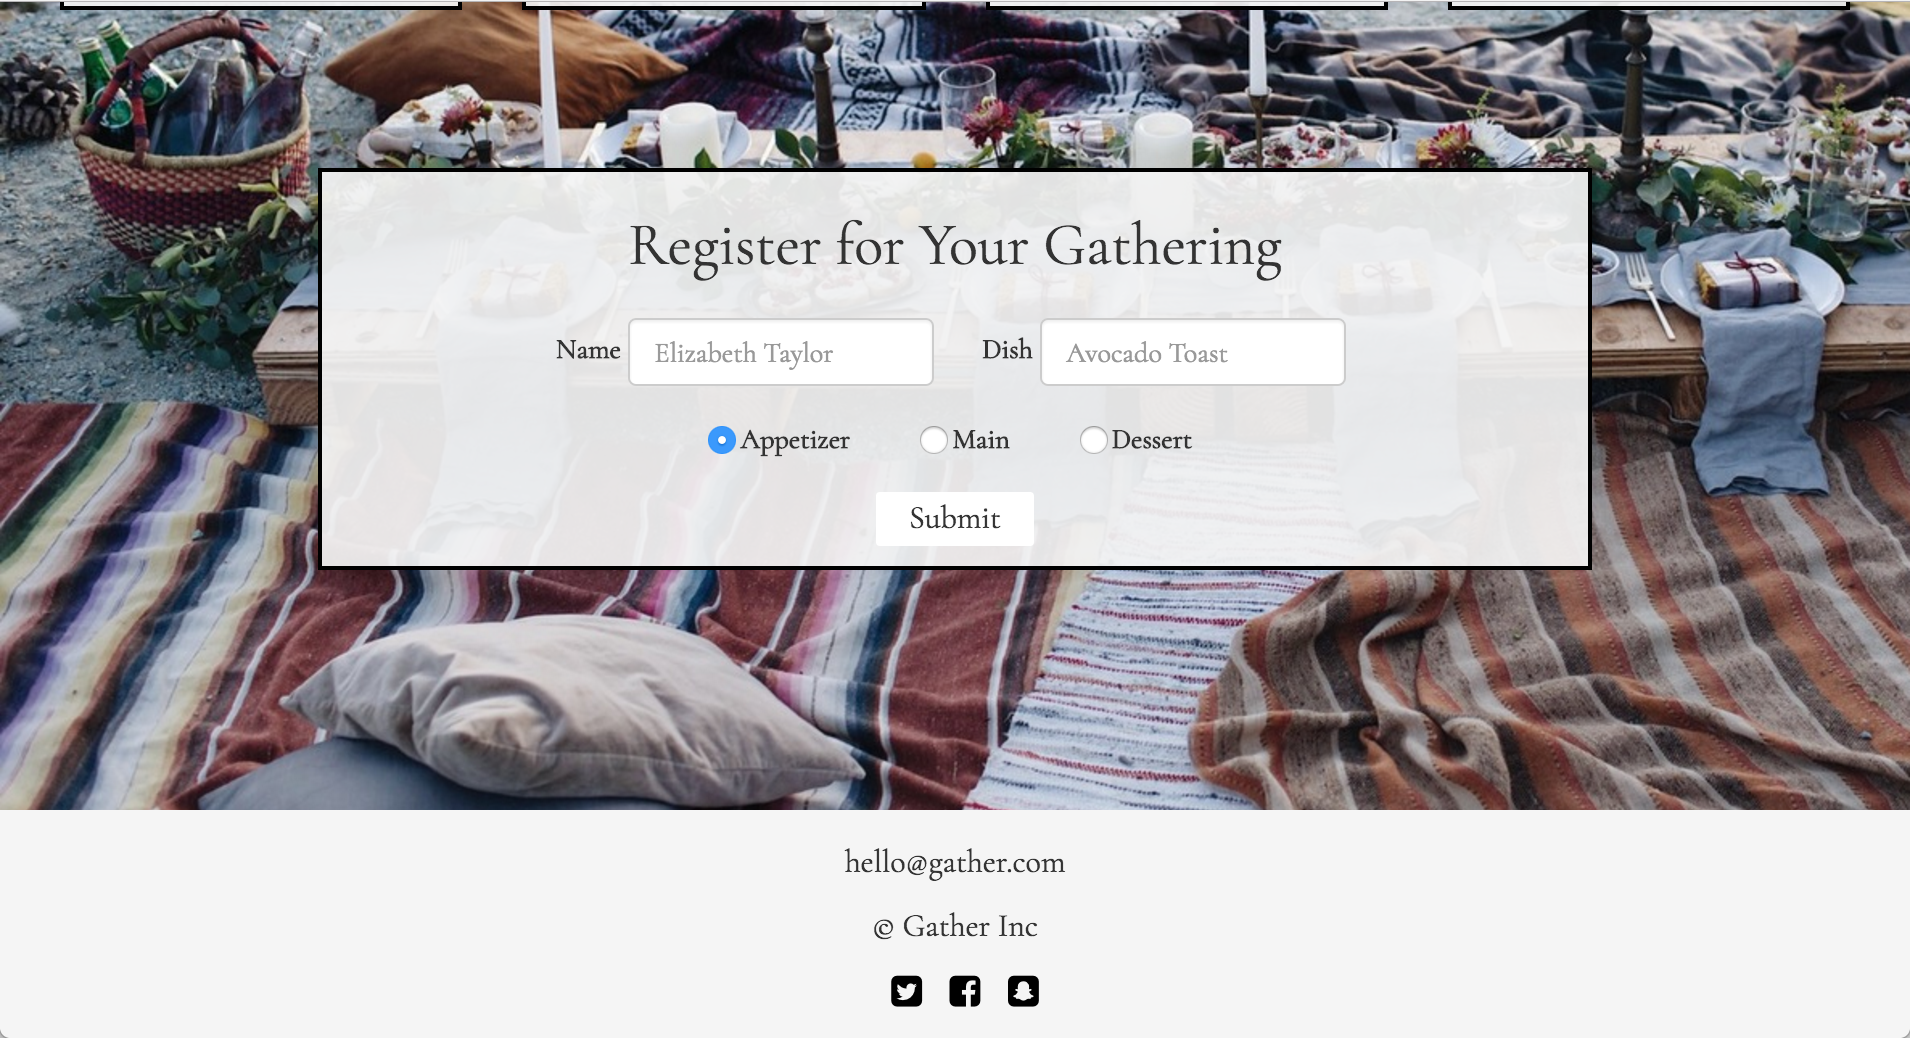 Register for Your Gathering
Name Elizabeth Taylor Dish Avocado Toast
Appetizer Main Dessert
Submit
hello@gather.com
© Gather Inc